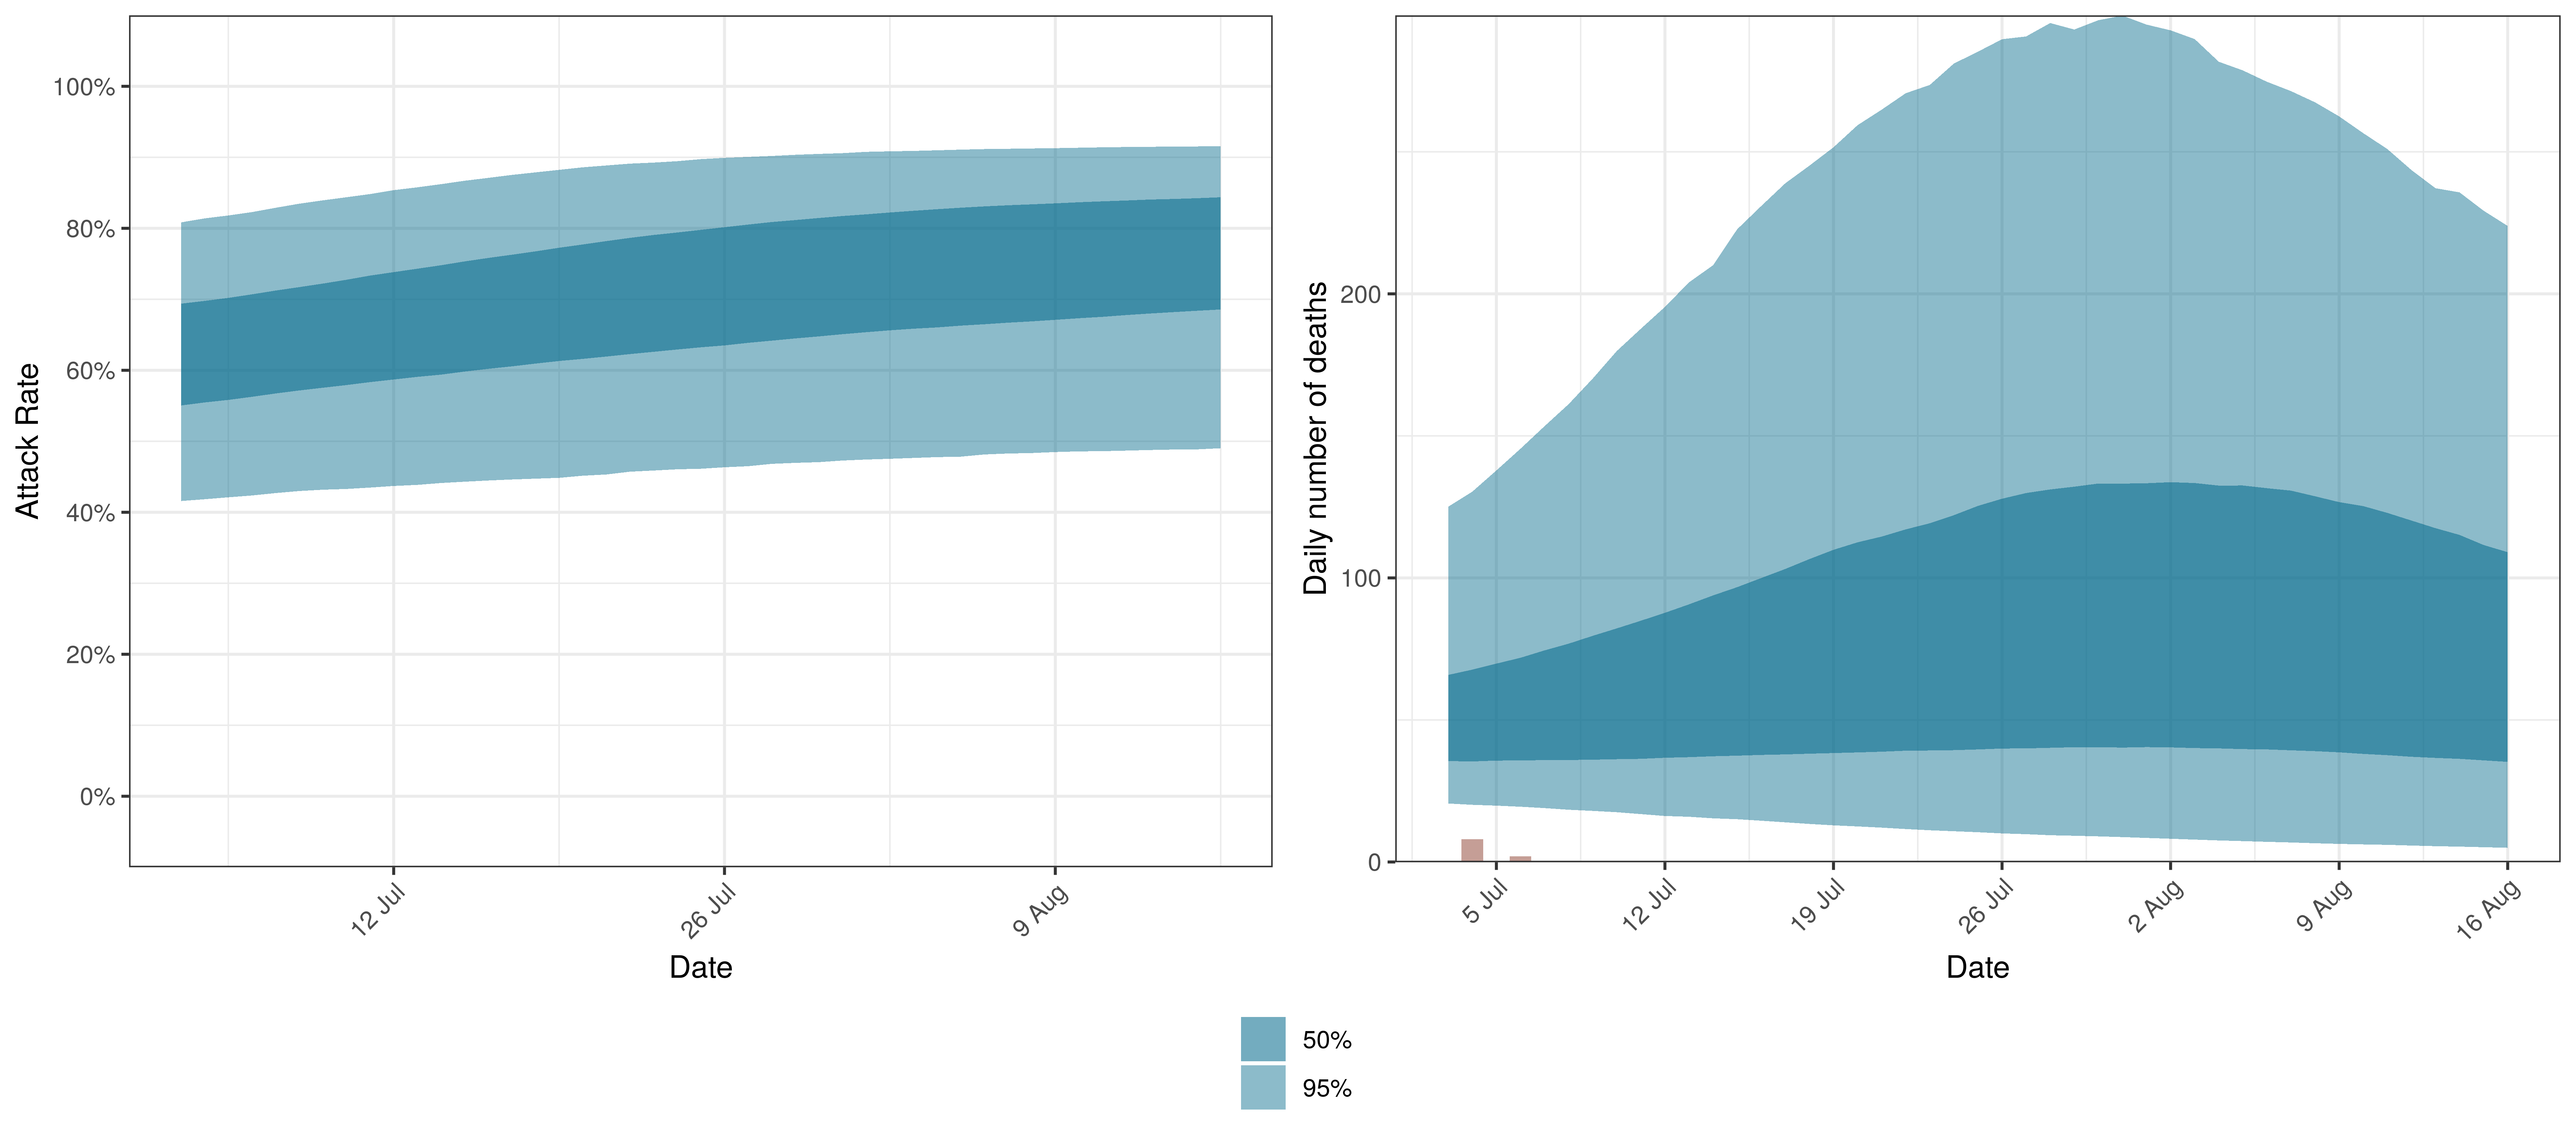 Attack Rate
100%
80%
60%
40%
20%
0%
12 Jul
26 Jul
9 Aug
Date
Daily number of deaths
200
100
0
5 Jul
12 Jul
19 Jul
26 Jul
2 Aug
9 Aug
16 Aug
Date
50%
95%